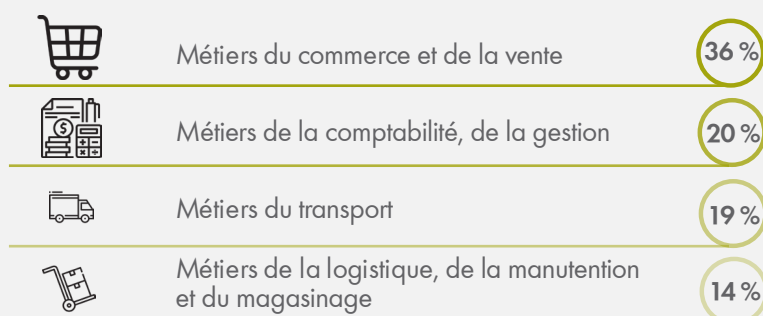 Métiers du commerce et de la vente 36 %
Métiers de la comptabilité, de la gestion 20 %
Métiers du transport 19 %
Métiers de la logistique, de la manutention
et du magasinage 14 %